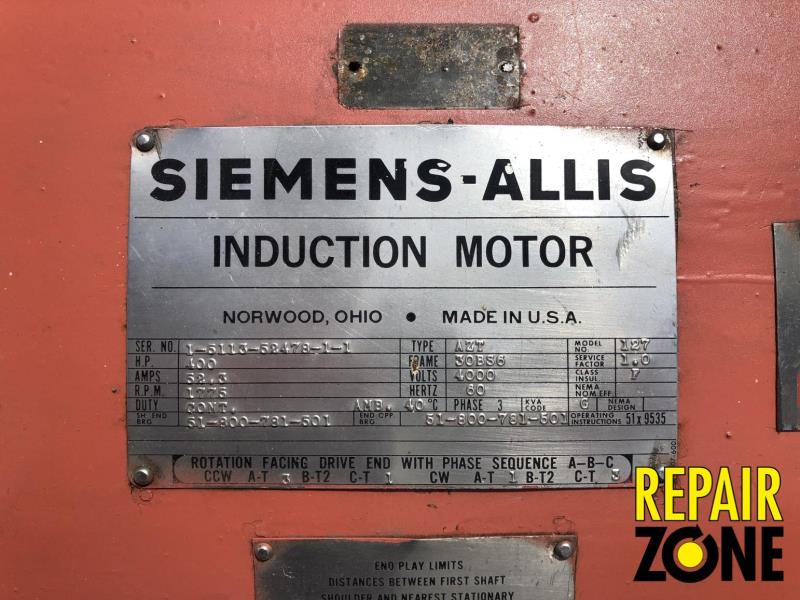 SIEMENS-ALLIS
INDUCTION MOTOR
NORWOOD, OHIO • MADE IN U.S.A.
SER. NO. 1-5113-52478-1-1 TYPE AZT MODEL NO. 127
H.P. 400 FRAME 30BS6 SERVICE FACTOR 1.0
AMPS 52.3 VOLTS 4000 CLASS INSUL. F
R.P.M. 1775 HERTZ 60 NEMA NOM EFF
DUTY CONT. AMB. 40°C PHASE 3 KVA CODE G NEMA DESIGN
SH END BRG 51-800-781-501 END OPP BRG 51-800-781-501 OPERATING INSTRUCTIONS 51X9535
ROTATION FACING DRIVE END WITH PHASE SEQUENCE A-B-C
CCW A-T 3 B-T2 C-T 1 CW A-T 1 B-T2 C-T 3
REPAIR
ZONE
END PLAY LIMITS
DISTANCES BETWEEN FIRST SHAFT
SHOULDER AND NEAREST STATIONARY